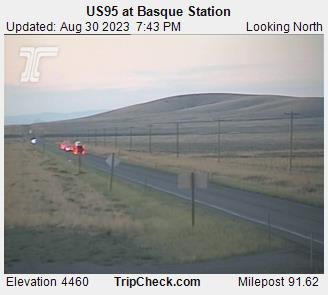 US95 at Basque Station
Updated: Aug 30 2023 7:43 PM Looking North
Elevation 4460 TripCheck.com Milepost 91.62